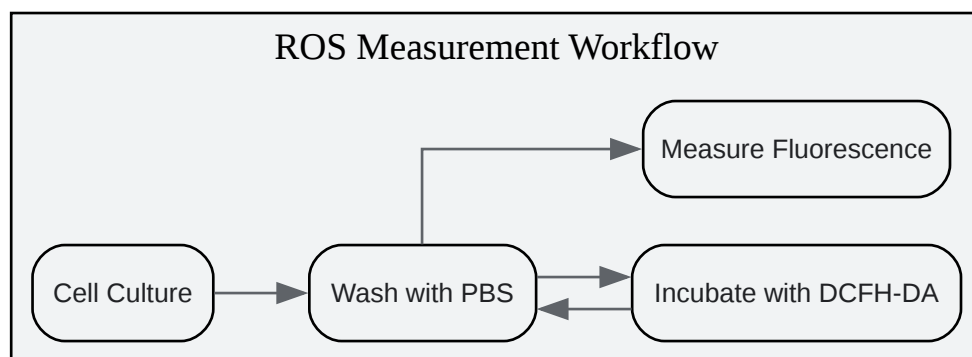 ROS Measurement Workflow
Measure Fluorescence
Cell Culture
Wash with PBS
Incubate with DCFH-DA